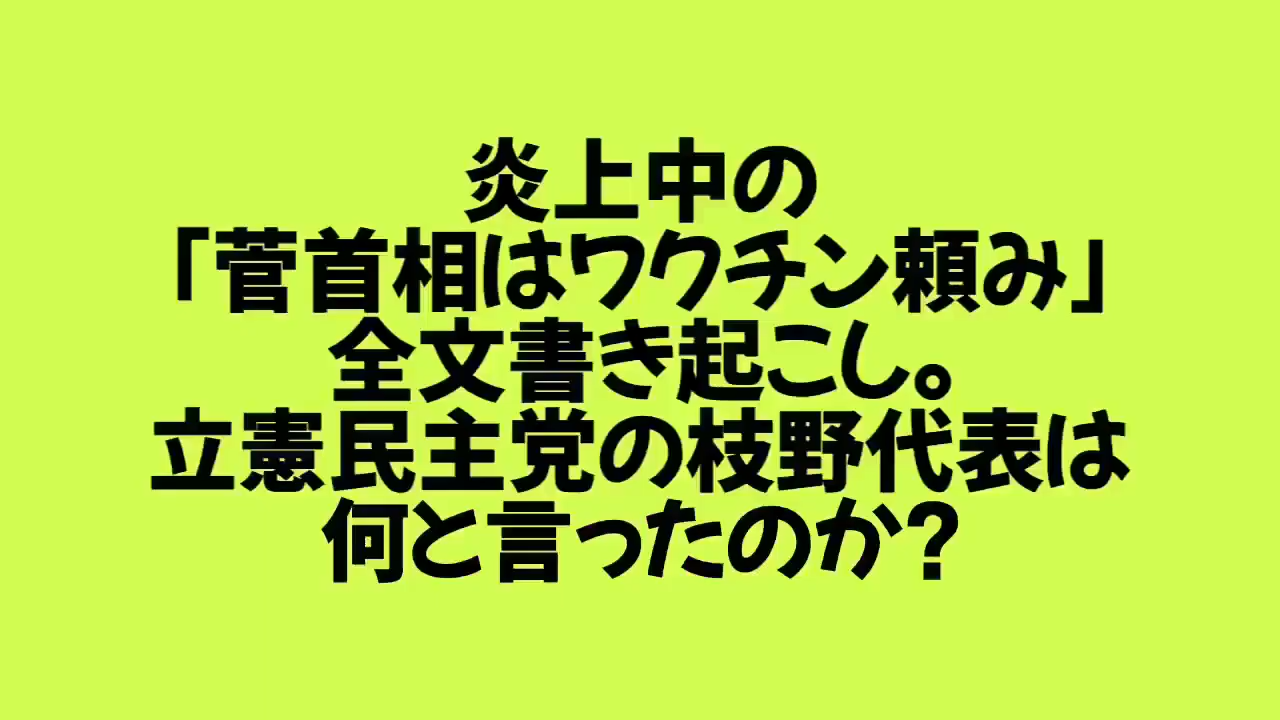 炎上中の
「菅首相はワクチン頼み」
全文書き起こし。
立憲民主党の枝野代表は
何と言ったのか?